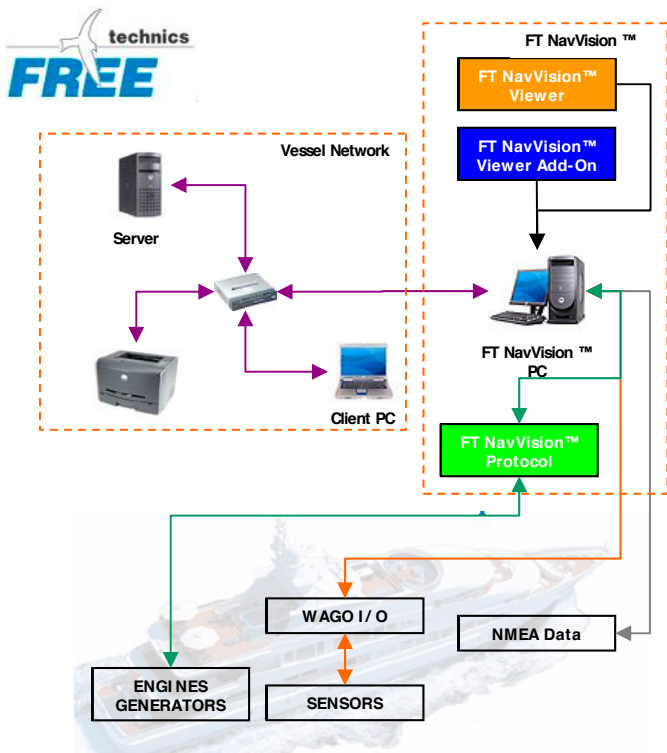 technics
FREE
FT NavVision ™
FT NavVision™
Viewer
FT NavVision™
Viewer Add-On
Vessel Network
Server
Client PC
FT NavVision ™
PC
FT NavVision™
Protocol
WAGO I / O
NMEA Data
ENGINES
GENERATORS
SENSORS